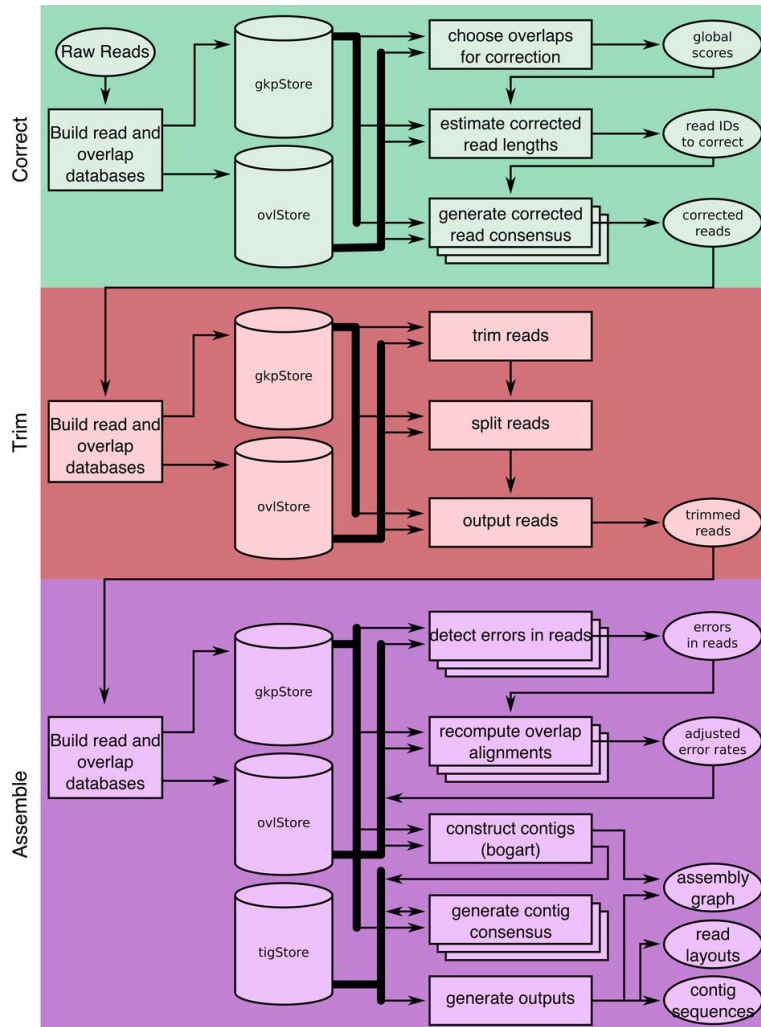 Correct
Raw Reads
Build read and
overlap
databases
gkpStore
ovlStore
choose overlaps
for correction
global
scores
estimate corrected
read lengths
read IDs
to correct
generate corrected
read consensus
corrected
reads
Trim
Build read and
overlap
databases
gkpStore
ovlStore
trim reads
split reads
output reads
trimmed
reads
Assemble
Build read and
overlap
databases
gkpStore
ovlStore
tigStore
detect errors in reads
errors
in reads
recompute overlap
alignments
adjusted
error rates
construct contigs
(bogart)
assembly
graph
generate contig
consensus
read
layouts
generate outputs
contig
sequences